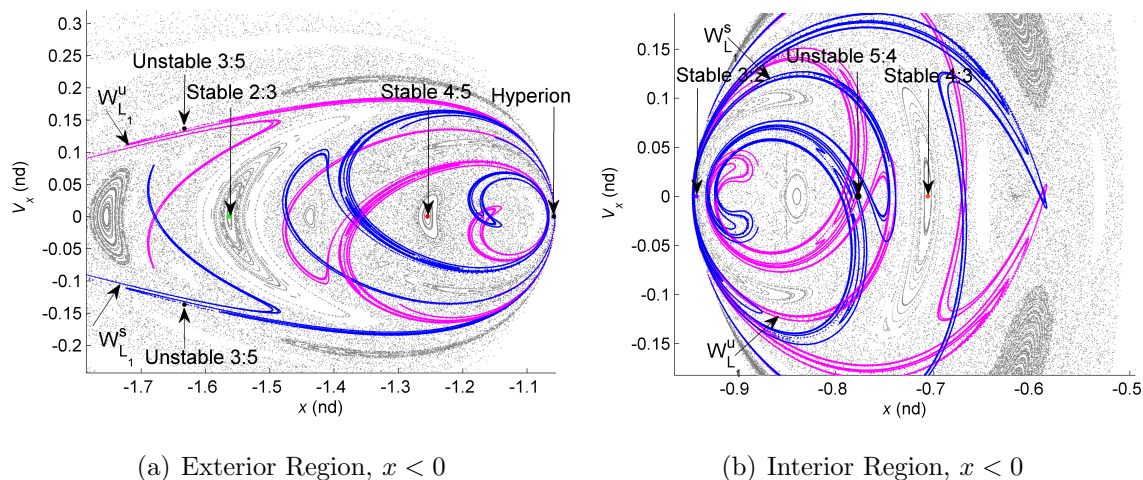 0.3
0.2
0.15
0.1
0.05
0
-0.05
-0.1
-0.15
-0.2
V_x (nd)
-1.7 -1.6 -1.5 -1.4 -1.3 -1.2 -1.1
x (nd)
Unstable 3:5
W^u_{L_1}
Stable 2:3
Stable 4:5
Hyperion
W^s_{L_1}
Unstable 3:5
(a) Exterior Region, x < 0
0.15
0.1
0.05
0
-0.05
-0.1
-0.15
V_x (nd)
-0.9 -0.8 -0.7 -0.6 -0.5
x (nd)
W^s_L
Unstable 5:4
Stable 3:2
Stable 4:3
W^u_{L_1}
(b) Interior Region, x < 0